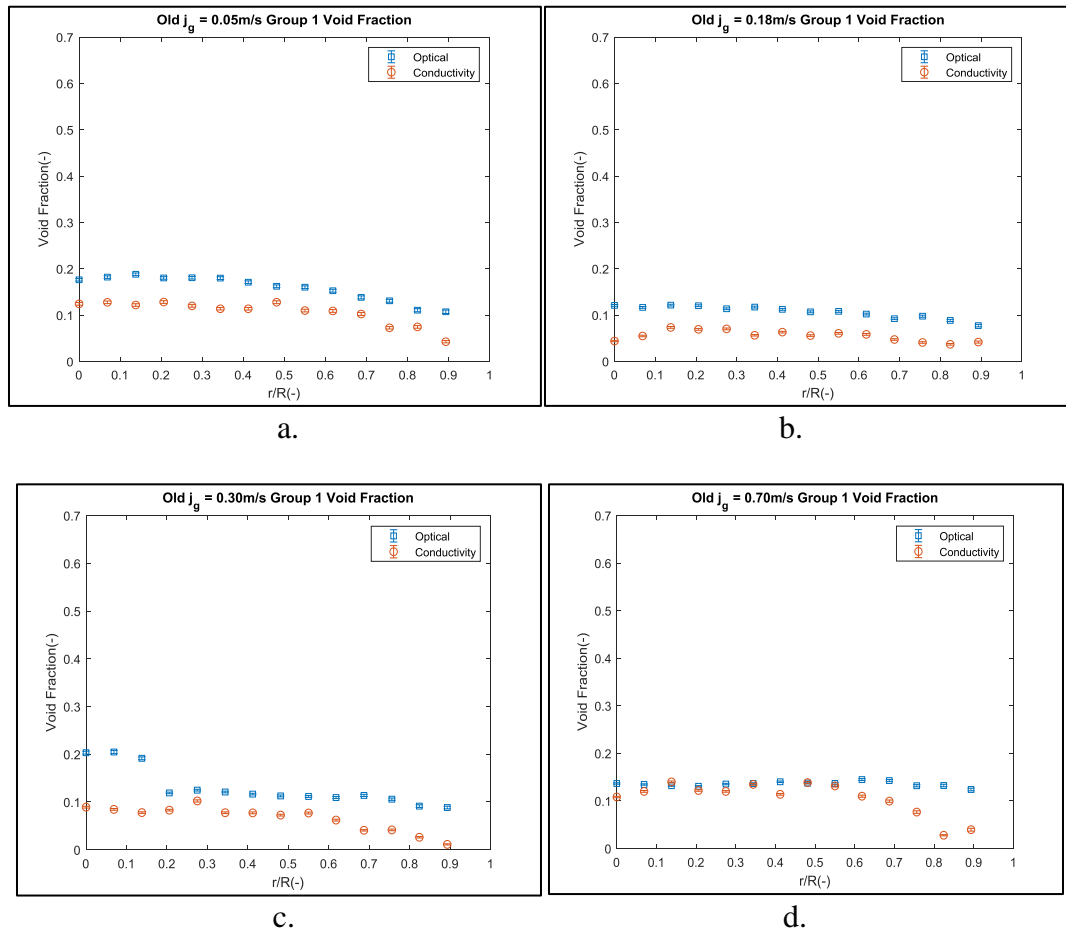 Old j_g = 0.05m/s Group 1 Void Fraction
Optical
Conductivity
Void Fraction(-)
0.7
0.6
0.5
0.4
0.3
0.2
0.1
0
0 0.1 0.2 0.3 0.4 0.5 0.6 0.7 0.8 0.9 1
r/R(-)
a.
Old j_g = 0.18m/s Group 1 Void Fraction
Optical
Conductivity
Void Fraction(-)
0.7
0.6
0.5
0.4
0.3
0.2
0.1
0
0 0.1 0.2 0.3 0.4 0.5 0.6 0.7 0.8 0.9 1
r/R(-)
b.
Old j_g = 0.30m/s Group 1 Void Fraction
Optical
Conductivity
Void Fraction(-)
0.7
0.6
0.5
0.4
0.3
0.2
0.1
0
0 0.1 0.2 0.3 0.4 0.5 0.6 0.7 0.8 0.9 1
r/R(-)
c.
Old j_g = 0.70m/s Group 1 Void Fraction
Optical
Conductivity
Void Fraction(-)
0.7
0.6
0.5
0.4
0.3
0.2
0.1
0
0 0.1 0.2 0.3 0.4 0.5 0.6 0.7 0.8 0.9 1
r/R(-)
d.